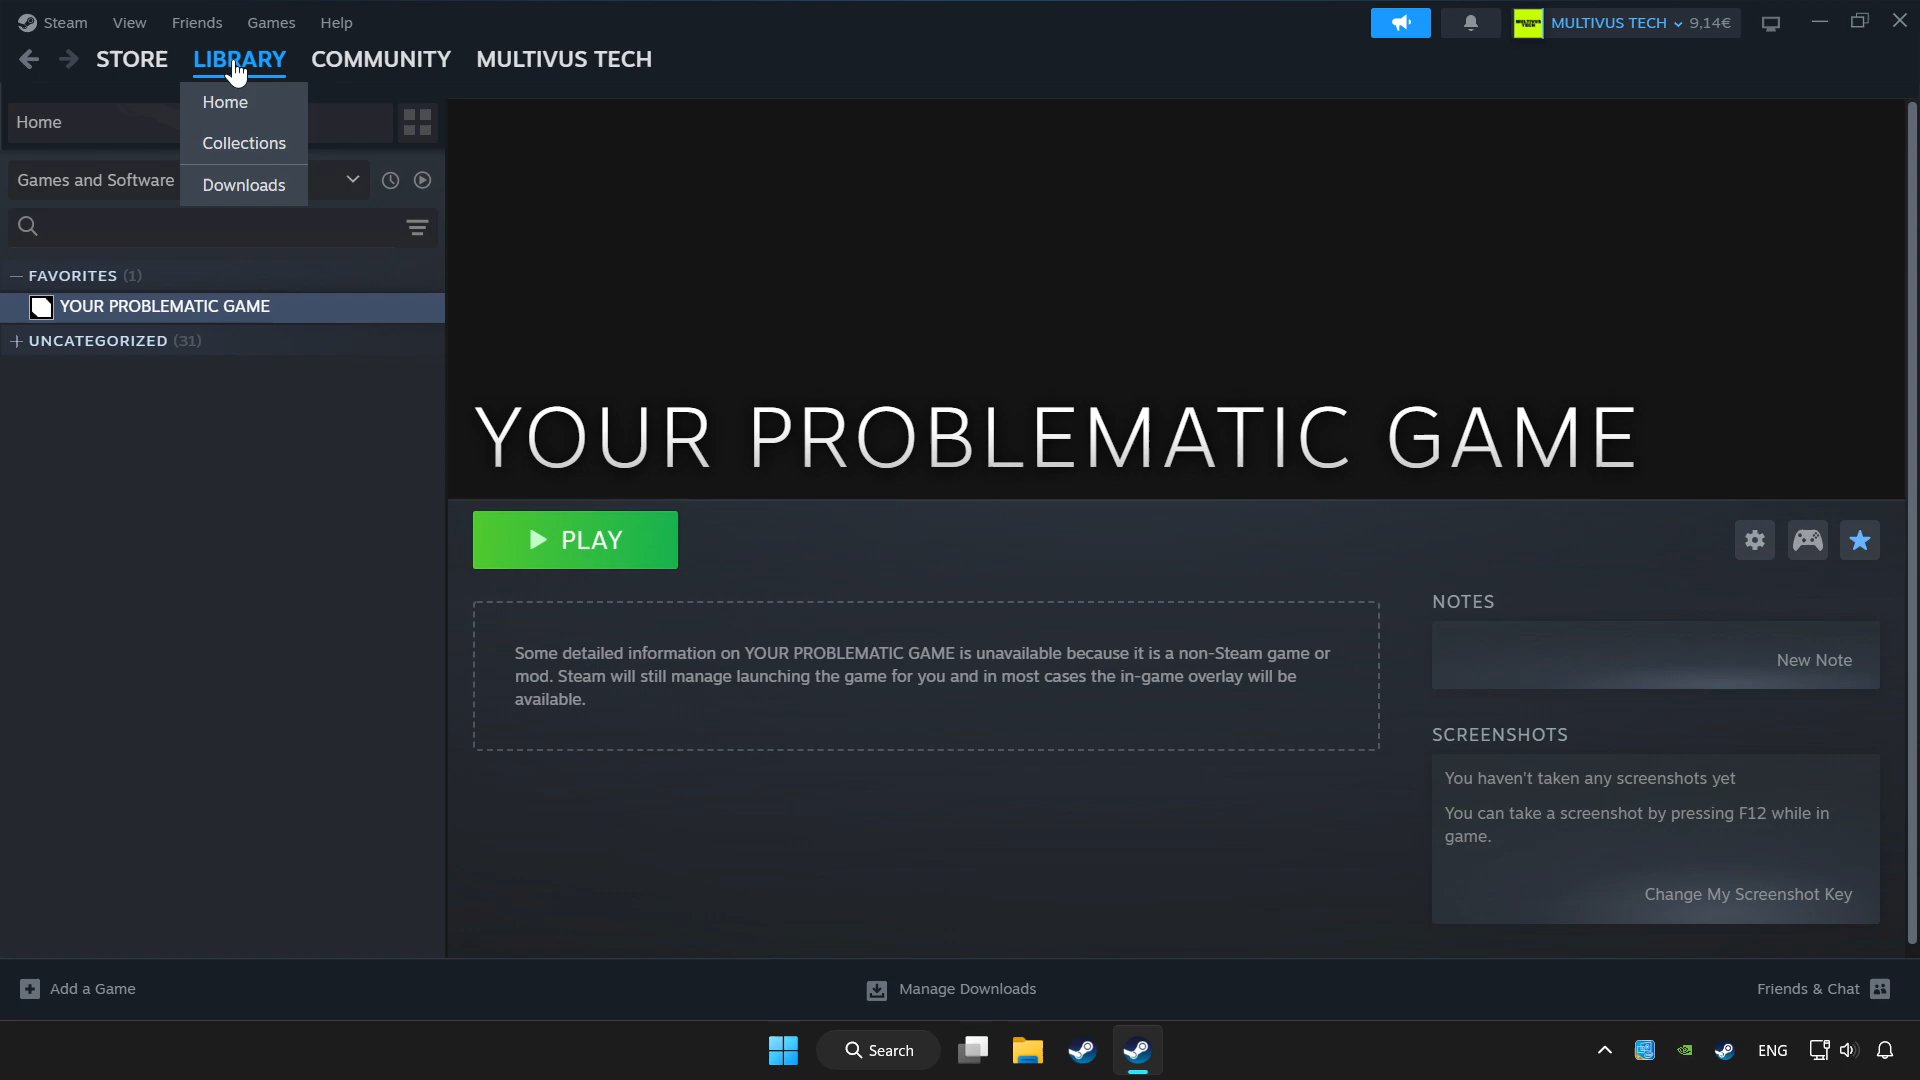 Steam View Friends Games Help
MULTIVUS TECH 9,14€
STORE LIBRARY COMMUNITY MULTIVUS TECH
Home
Collections
Downloads
Home
Games and Software
FAVORITES (1)
YOUR PROBLEMATIC GAME
UNCATEGORIZED (31)
YOUR PROBLEMATIC GAME
PLAY
Some detailed information on YOUR PROBLEMATIC GAME is unavailable because it is a non-Steam game or
mod. Steam will still manage launching the game for you and in most cases the in-game overlay will be
available.
NOTES
New Note
SCREENSHOTS
You haven't taken any screenshots yet
You can take a screenshot by pressing F12 while in
game.
Change My Screenshot Key
Add a Game
Manage Downloads
Friends & Chat
Search
ENG